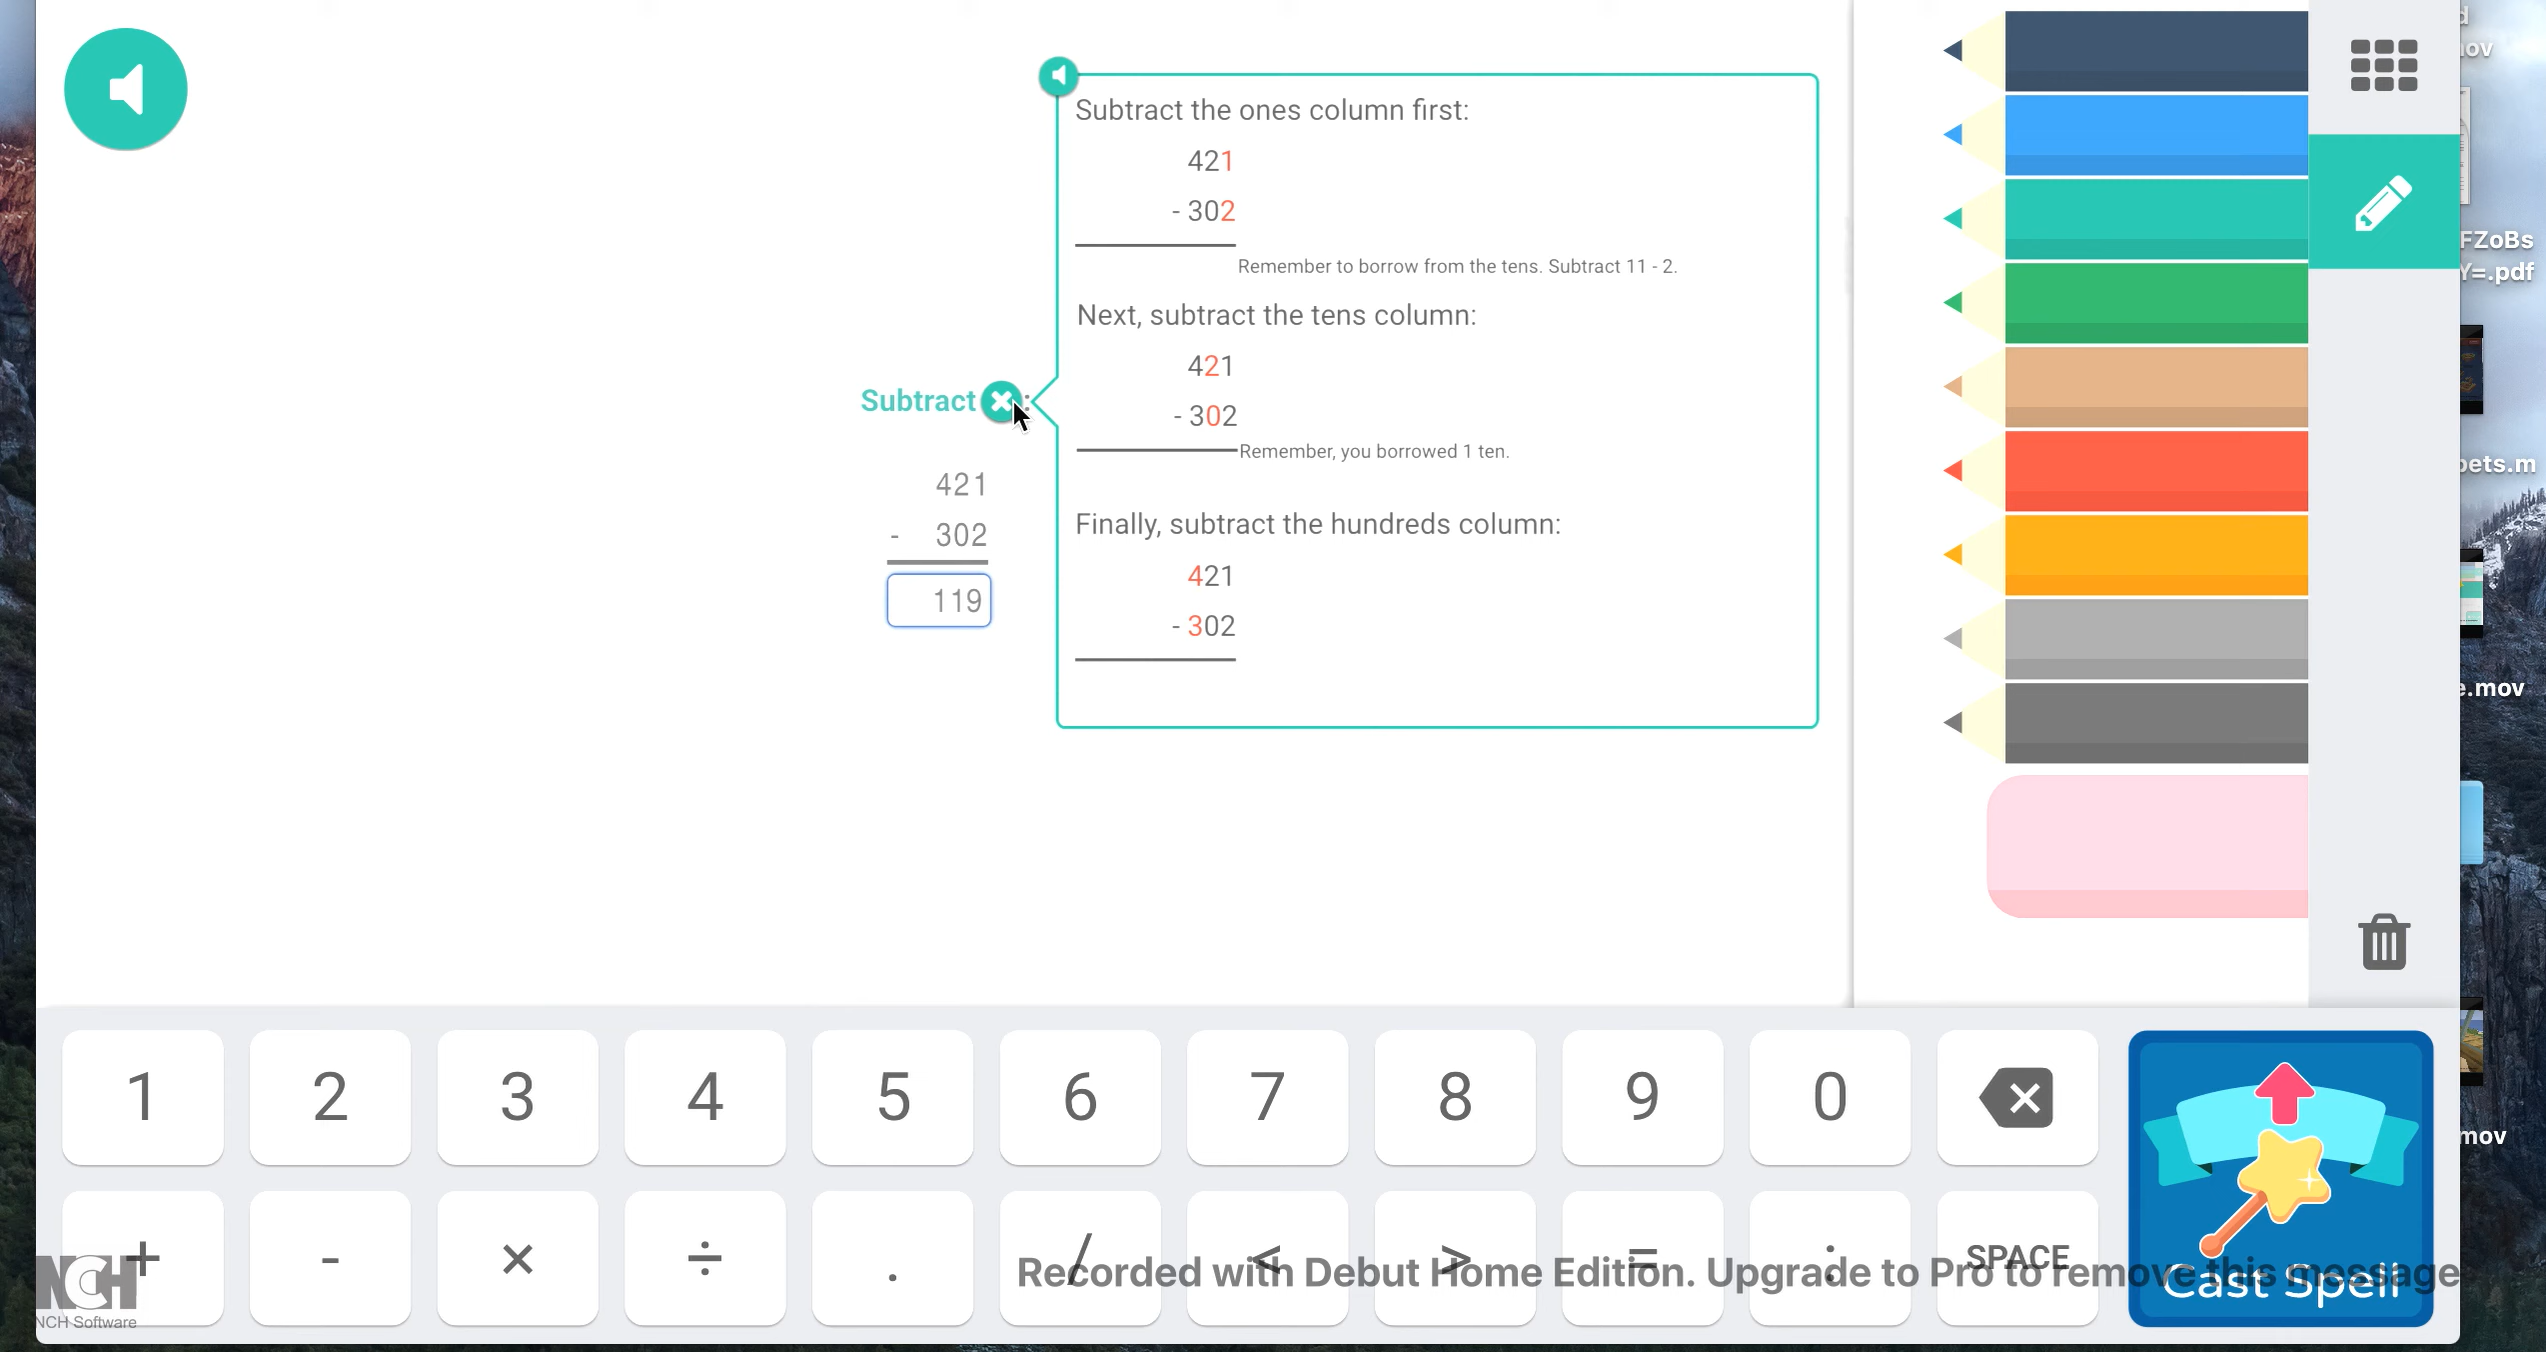 Subtract the ones column first:
421
- 302
Remember to borrow from the tens. Subtract 11 - 2.
Next, subtract the tens column:
421
- 302
Remember, you borrowed 1 ten.
Finally, subtract the hundreds column:
421
- 302
Subtract :
421
- 302
119
1 2 3 4 5 6 7 8 9 0
+ - × ÷ . / < > = : SPACE
Cast Spell
Recorded with Debut Home Edition. Upgrade to Pro to remove this message
NCH
NCH Software
d
ov
FZoBs
Y=.pdf
pets.m
e.mov
mov